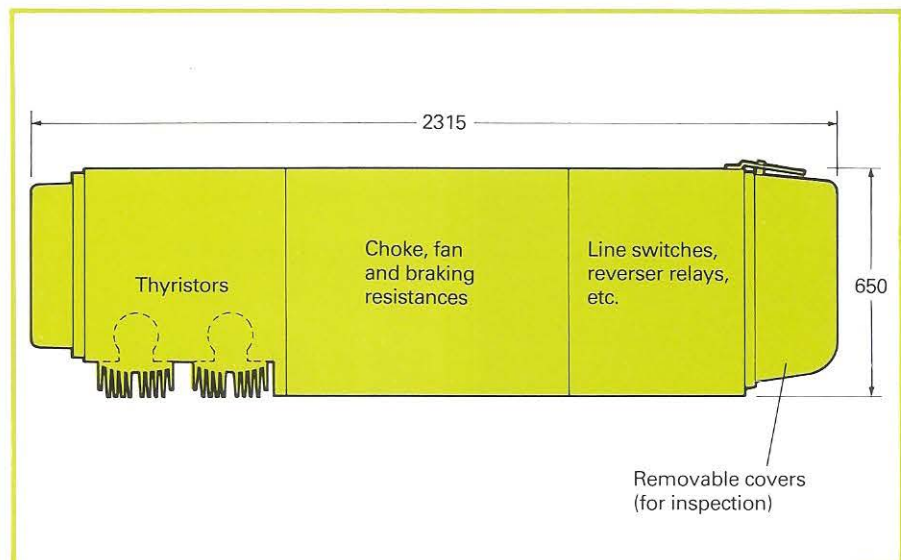 2315
Thyristors
Choke, fan
and braking
resistances
Line switches,
reverser relays,
etc.
650
Removable covers
(for inspection)